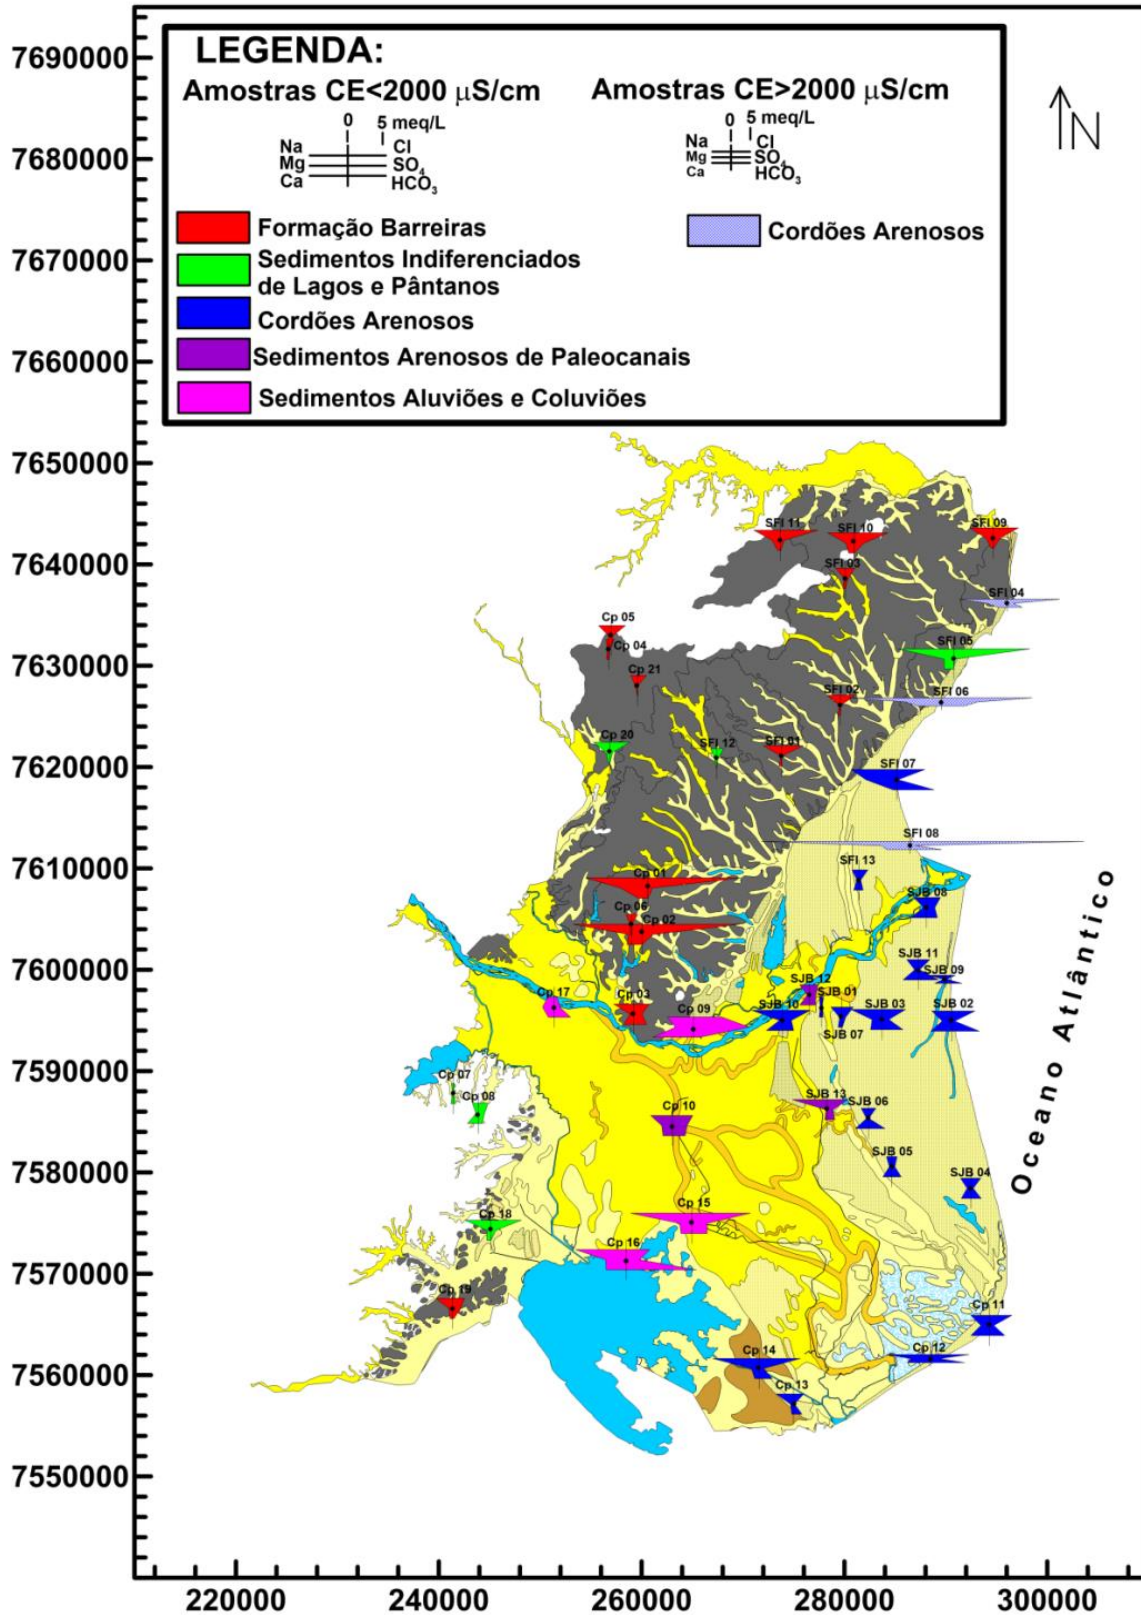 LEGENDA:
Amostras CE<2000 μS/cm
Amostras CE>2000 μS/cm
0
5 meq/L
Na
Cl
Mg
SO4
Ca
HCO3
0
5 meq/L
Na
Cl
Mg
SO4
Ca
HCO3
N
Formação Barreiras
Cordões Arenosos
Sedimentos Indiferenciados
de Lagos e Pântanos
Cordões Arenosos
Sedimentos Arenosos de Paleocanais
Sedimentos Aluviões e Coluviões
7690000
7680000
7670000
7660000
7650000
7640000
7630000
7620000
7610000
7600000
7590000
7580000
7570000
7560000
7550000
SFI 11
SFI 10
SFI 09
SFI 03
SFI 04
Cp 05
Cp 04
SFI 05
Cp 21
SFI 02
SFI 06
Cp 20
SFI 12
SFI 01
SFI 07
SFI 08
SFI 13
Cp 01
SJB 08
Cp 06
Cp 02
SJB 11
SJB 09
SJB 12
Cp 17
Cp 03
Cp 09
SJB 10
SJB 01
SJB 03
SJB 02
SJB 07
Cp 07
Cp 08
Cp 10
SJB 13
SJB 06
SJB 05
SJB 04
Cp 18
Cp 15
Cp 16
Cp 19
Cp 11
Cp 12
Cp 14
Cp 13
Oceano Atlântico
220000
240000
260000
280000
300000